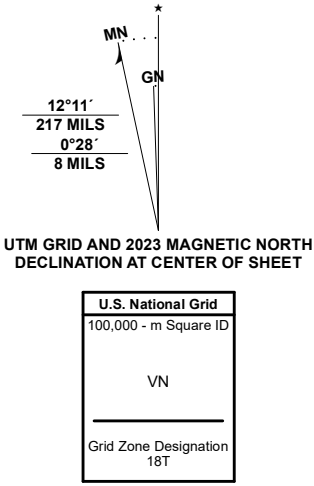 ★
MN
GN
12°11´
217 MILS
0°28´
8 MILS
UTM GRID AND 2023 MAGNETIC NORTH
DECLINATION AT CENTER OF SHEET
U.S. National Grid
100,000 - m Square ID
VN
Grid Zone Designation
18T